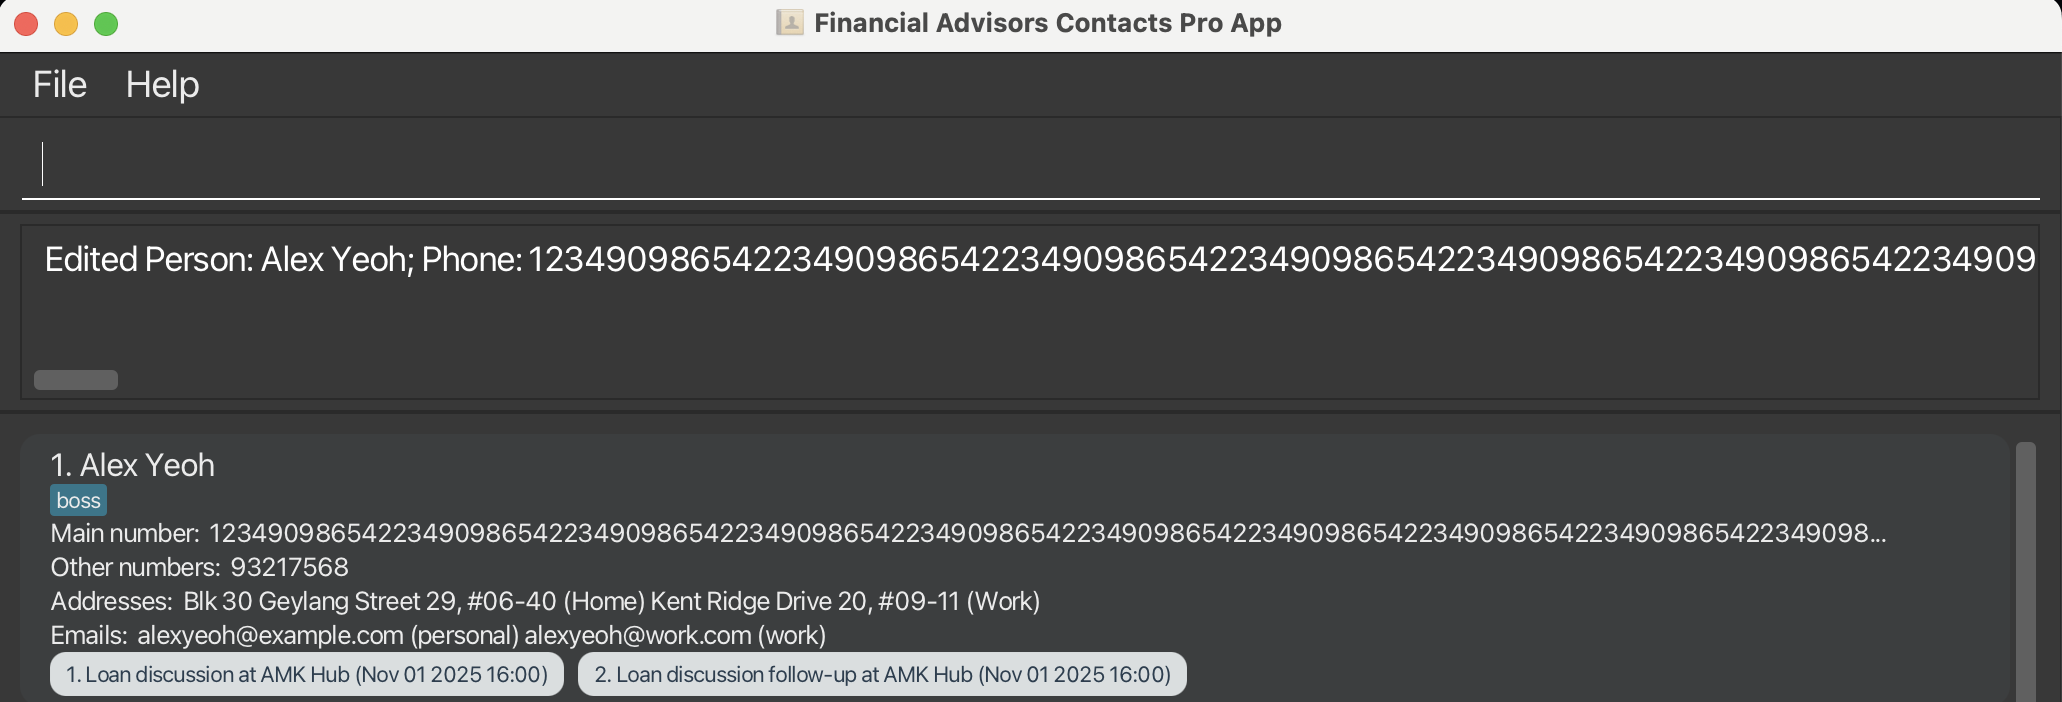 Financial Advisors Contacts Pro App
File Help
Edited Person: Alex Yeoh; Phone: 1234909865422349098654223490986542234909865422349098654223490986542234909
1. Alex Yeoh
boss
Main number: 1234909865422349098654223490986542234909865422349098654223490986542234909865422349098654223490986542234909865422349098...
Other numbers: 93217568
Addresses: Blk 30 Geylang Street 29, #06-40 (Home) Kent Ridge Drive 20, #09-11 (Work)
Emails: alexyeoh@example.com (personal) alexyeoh@work.com (work)
1. Loan discussion at AMK Hub (Nov 01 2025 16:00) 2. Loan discussion follow-up at AMK Hub (Nov 01 2025 16:00)